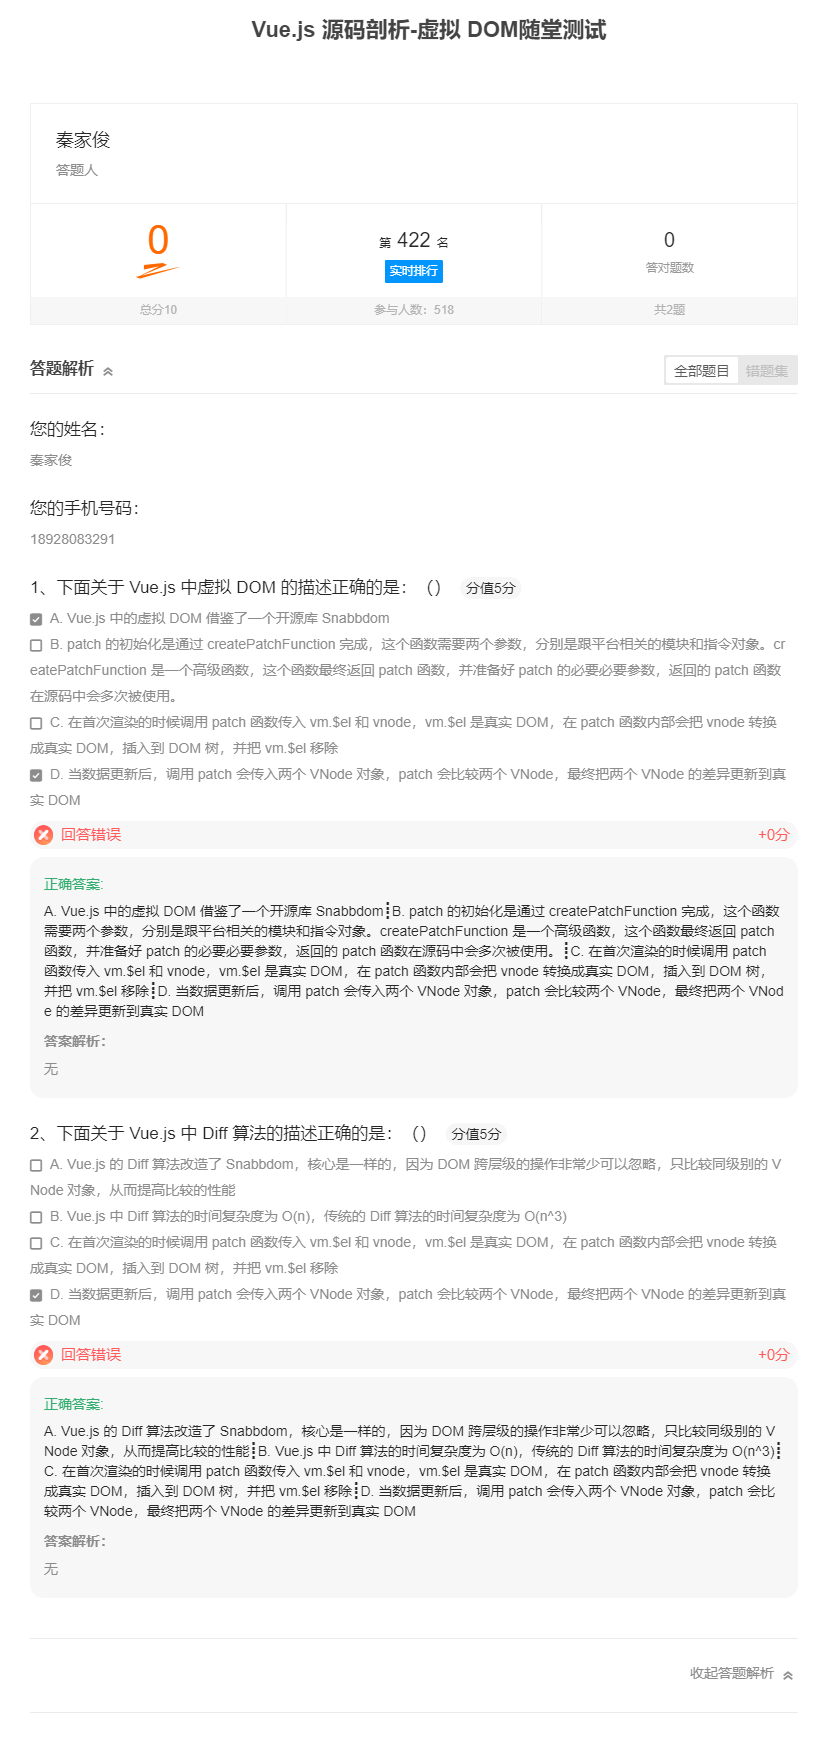 Vue.js 源码剖析-虚拟 DOM随堂测试
秦家俊
答题人
0
第 422 名
实时排行
0
答对题数
总分10
参与人数：518
共2题
答题解析
全部题目
错题集
您的姓名：
秦家俊
您的手机号码：
18928083291
1、下面关于 Vue.js 中虚拟 DOM 的描述正确的是：（） 分值5分
A. Vue.js 中的虚拟 DOM 借鉴了一个开源库 Snabbdom
B. patch 的初始化是通过 createPatchFunction 完成，这个函数需要两个参数，分别是跟平台相关的模块和指令对象。cr
eatePatchFunction 是一个高级函数，这个函数最终返回 patch 函数，并准备好 patch 的必要必要参数，返回的 patch 函数
在源码中会多次被使用。
C. 在首次渲染的时候调用 patch 函数传入 vm.$el 和 vnode，vm.$el 是真实 DOM，在 patch 函数内部会把 vnode 转换
成真实 DOM，插入到 DOM 树，并把 vm.$el 移除
D. 当数据更新后，调用 patch 会传入两个 VNode 对象，patch 会比较两个 VNode，最终把两个 VNode 的差异更新到真
实 DOM
回答错误
+0分
正确答案:
A. Vue.js 中的虚拟 DOM 借鉴了一个开源库 Snabbdom┋B. patch 的初始化是通过 createPatchFunction 完成，这个函数
需要两个参数，分别是跟平台相关的模块和指令对象。createPatchFunction 是一个高级函数，这个函数最终返回 patch
函数，并准备好 patch 的必要必要参数，返回的 patch 函数在源码中会多次被使用。┋C. 在首次渲染的时候调用 patch
函数传入 vm.$el 和 vnode，vm.$el 是真实 DOM，在 patch 函数内部会把 vnode 转换成真实 DOM，插入到 DOM 树，
并把 vm.$el 移除┋D. 当数据更新后，调用 patch 会传入两个 VNode 对象，patch 会比较两个 VNode，最终把两个 VNod
e 的差异更新到真实 DOM
答案解析：
无
2、下面关于 Vue.js 中 Diff 算法的描述正确的是：（） 分值5分
A. Vue.js 的 Diff 算法改造了 Snabbdom，核心是一样的，因为 DOM 跨层级的操作非常少可以忽略，只比较同级别的 V
Node 对象，从而提高比较的性能
B. Vue.js 中 Diff 算法的时间复杂度为 O(n)，传统的 Diff 算法的时间复杂度为 O(n^3)
C. 在首次渲染的时候调用 patch 函数传入 vm.$el 和 vnode，vm.$el 是真实 DOM，在 patch 函数内部会把 vnode 转换
成真实 DOM，插入到 DOM 树，并把 vm.$el 移除
D. 当数据更新后，调用 patch 会传入两个 VNode 对象，patch 会比较两个 VNode，最终把两个 VNode 的差异更新到真
实 DOM
回答错误
+0分
正确答案:
A. Vue.js 的 Diff 算法改造了 Snabbdom，核心是一样的，因为 DOM 跨层级的操作非常少可以忽略，只比较同级别的 V
Node 对象，从而提高比较的性能┋B. Vue.js 中 Diff 算法的时间复杂度为 O(n)，传统的 Diff 算法的时间复杂度为 O(n^3)┋
C. 在首次渲染的时候调用 patch 函数传入 vm.$el 和 vnode，vm.$el 是真实 DOM，在 patch 函数内部会把 vnode 转换
成真实 DOM，插入到 DOM 树，并把 vm.$el 移除┋D. 当数据更新后，调用 patch 会传入两个 VNode 对象，patch 会比
较两个 VNode，最终把两个 VNode 的差异更新到真实 DOM
答案解析：
无
收起答题解析